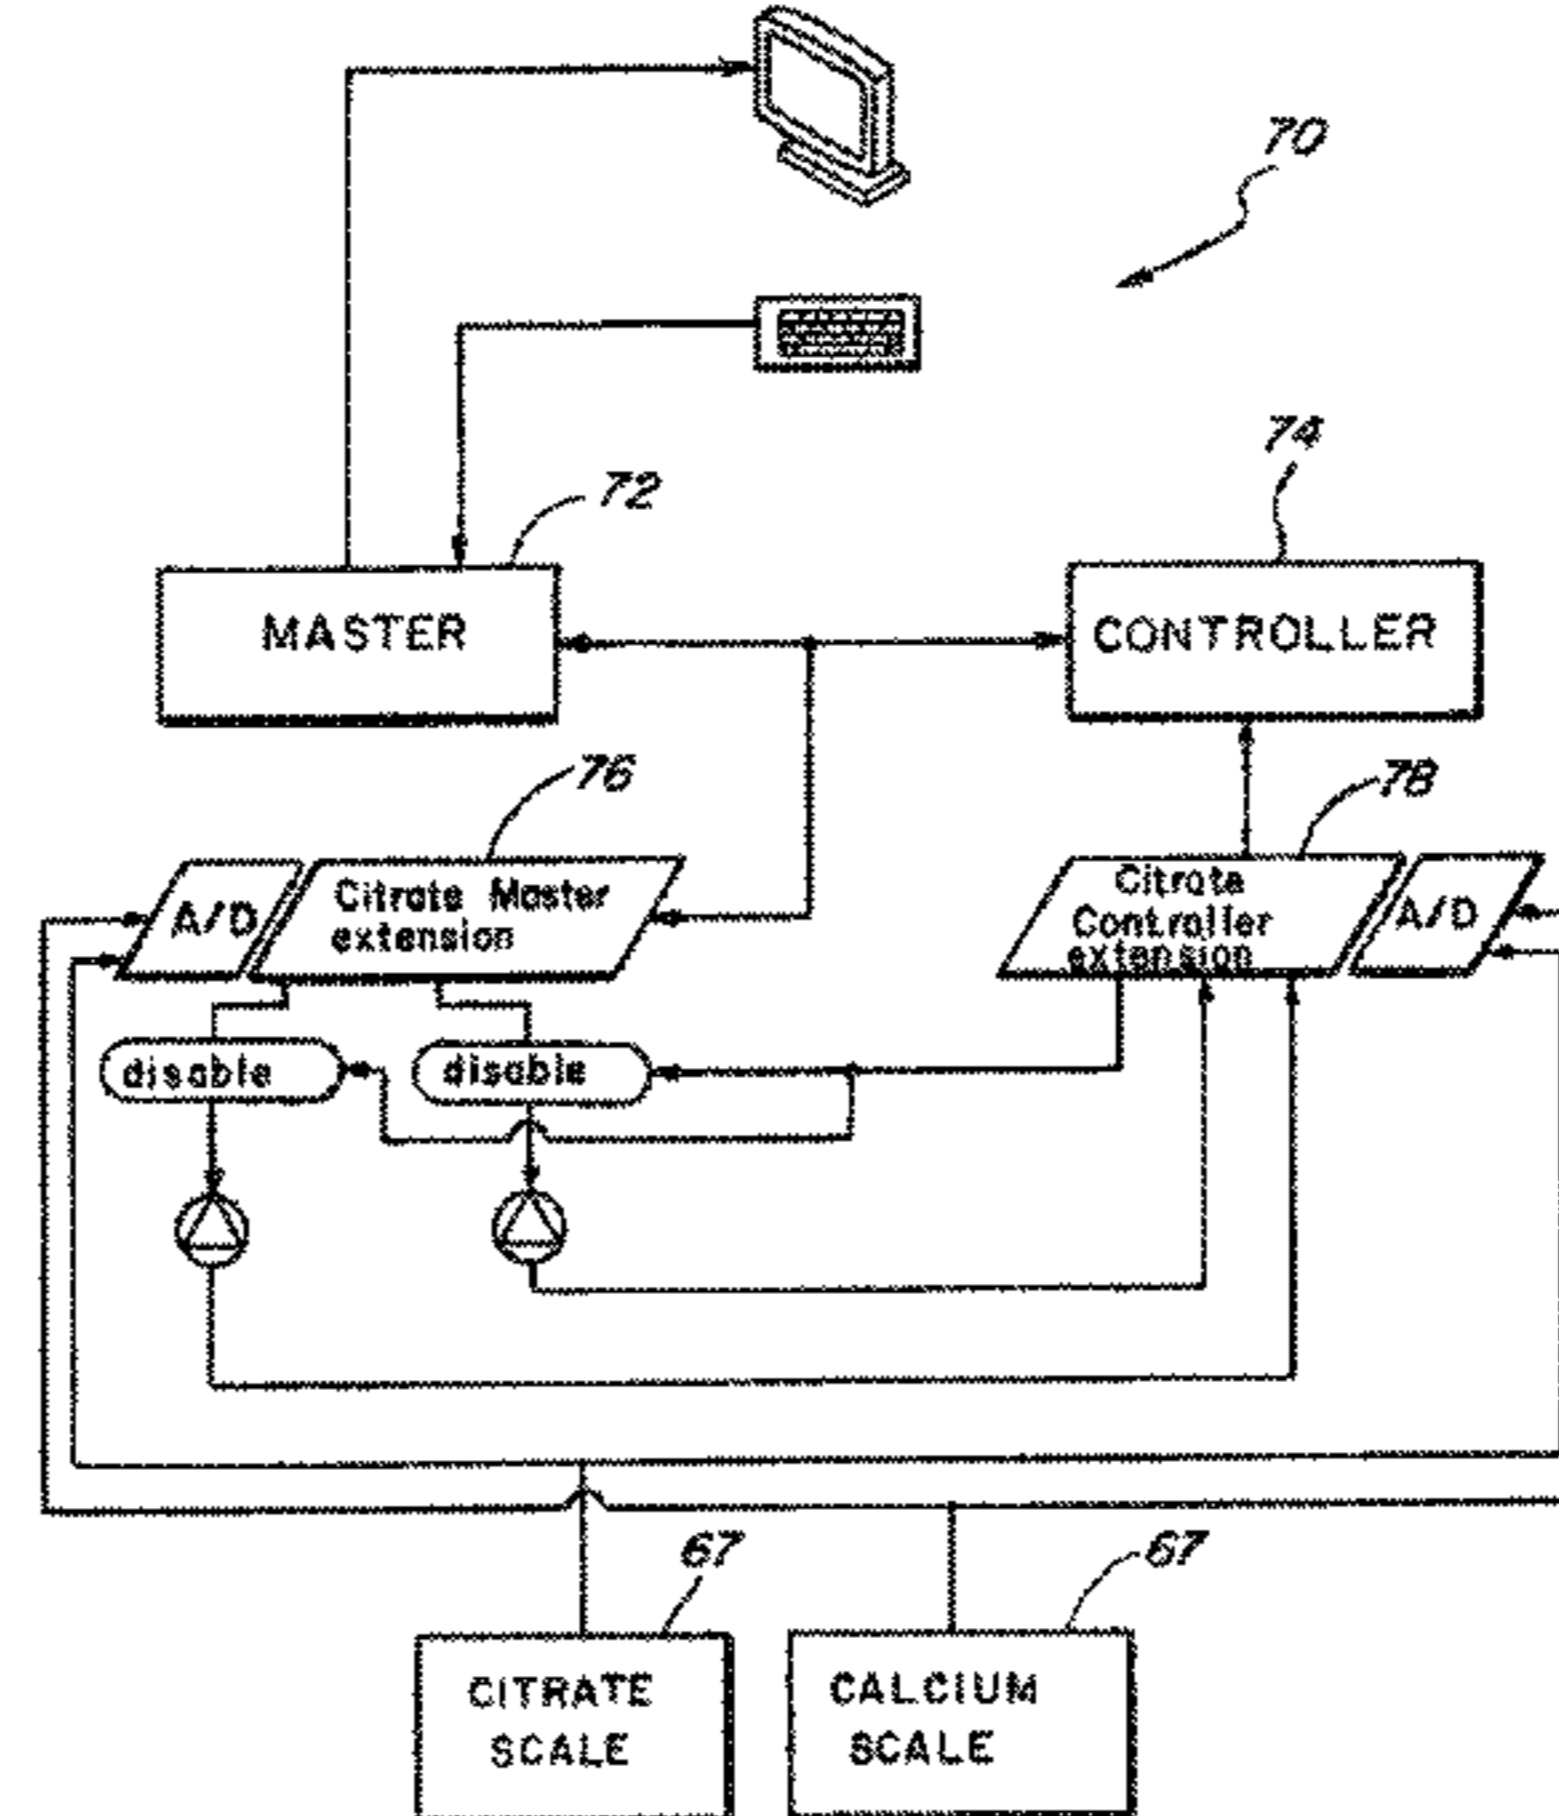 70
74
72
MASTER
CONTROLLER
76
78
A/D
Citrate Master
extension
Citrate
Controller
extension
A/D
disable
disable
67
67
CITRATE
SCALE
CALCIUM
SCALE